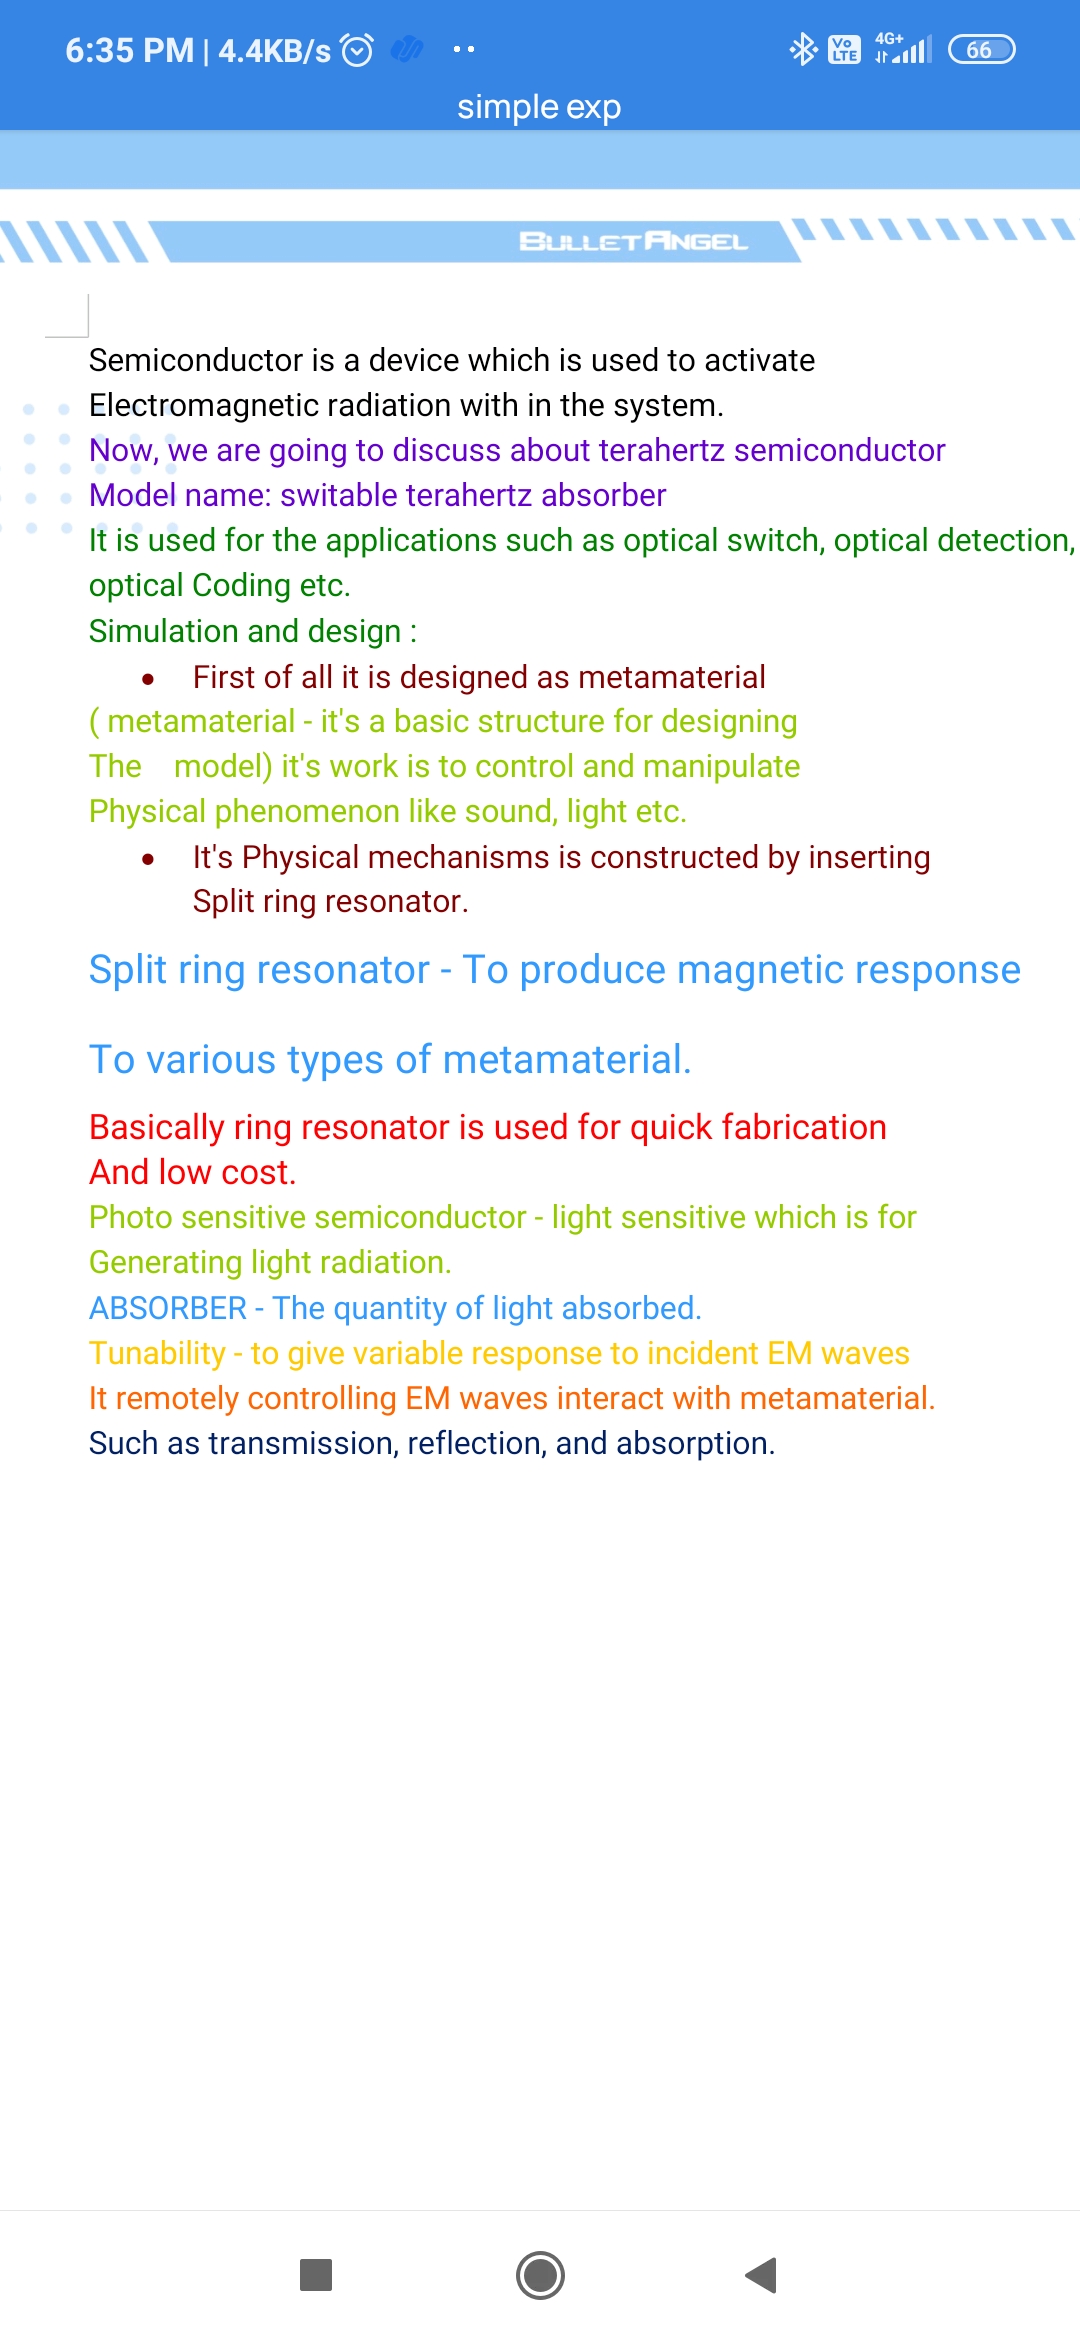 6:35 PM | 4.4KB/s
Vo LTE 4G+ 66
simple exp
BULLETANGEL
Semiconductor is a device which is used to activate
Electromagnetic radiation with in the system.
Now, we are going to discuss about terahertz semiconductor
Model name: switable terahertz absorber
It is used for the applications such as optical switch, optical detection,
optical Coding etc.
Simulation and design :
• First of all it is designed as metamaterial
( metamaterial - it's a basic structure for designing
The model) it's work is to control and manipulate
Physical phenomenon like sound, light etc.
• It's Physical mechanisms is constructed by inserting
Split ring resonator.
Split ring resonator - To produce magnetic response
To various types of metamaterial.
Basically ring resonator is used for quick fabrication
And low cost.
Photo sensitive semiconductor - light sensitive which is for
Generating light radiation.
ABSORBER - The quantity of light absorbed.
Tunability - to give variable response to incident EM waves
It remotely controlling EM waves interact with metamaterial.
Such as transmission, reflection, and absorption.